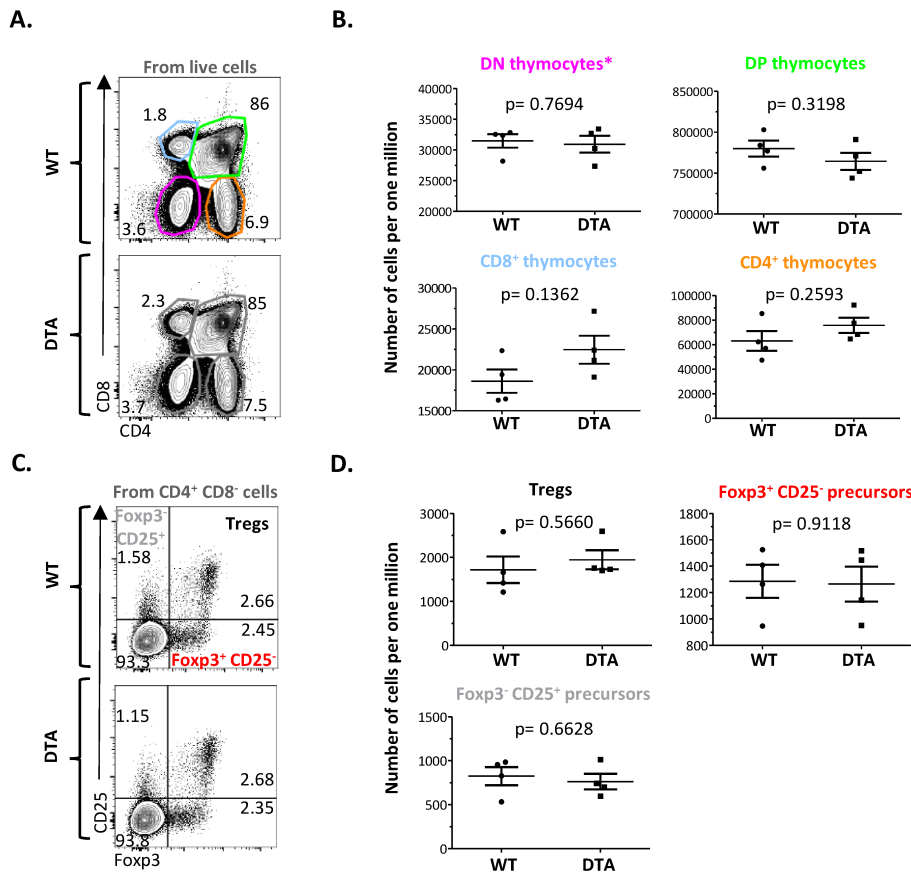 A.
From live cells
WT
1.8
86
3.6
6.9
DTA
2.3
85
3.7
7.5
CD8
CD4
B.
Number of cells per one million
DN thymocytes*
p= 0.7694
40000
35000
30000
25000
20000
WT DTA
DP thymocytes
p= 0.3198
850000
800000
750000
700000
WT DTA
CD8⁺ thymocytes
p= 0.1362
30000
25000
20000
15000
WT DTA
CD4⁺ thymocytes
p= 0.2593
100000
80000
60000
40000
20000
0
WT DTA
C.
From CD4⁺ CD8⁻ cells
WT
Foxp3⁻
CD25⁺
Tregs
1.58
2.66
2.45
93.3
Foxp3⁺ CD25⁻
DTA
1.15
2.68
2.35
93.8
CD25
Foxp3
D.
Number of cells per one million
Tregs
p= 0.5660
3000
2000
1000
0
WT DTA
Foxp3⁺ CD25⁻ precursors
p= 0.9118
1800
1600
1400
1200
1000
800
WT DTA
Foxp3⁻ CD25⁺ precursors
p= 0.6628
1500
1000
500
0
WT DTA